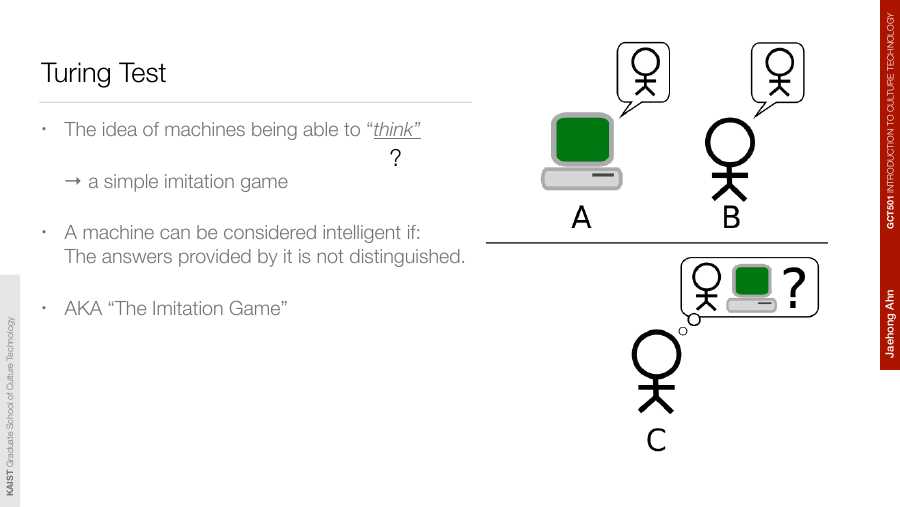 Turing Test
• The idea of machines being able to “think”
?
→ a simple imitation game
• A machine can be considered intelligent if:
The answers provided by it is not distinguished.
• AKA “The Imitation Game”
A
B
?
C
KAIST Graduate School of Culture Technology
GCT501 INTRODUCTION TO CULTURE TECHNOLOGY
Jaehong Ahn